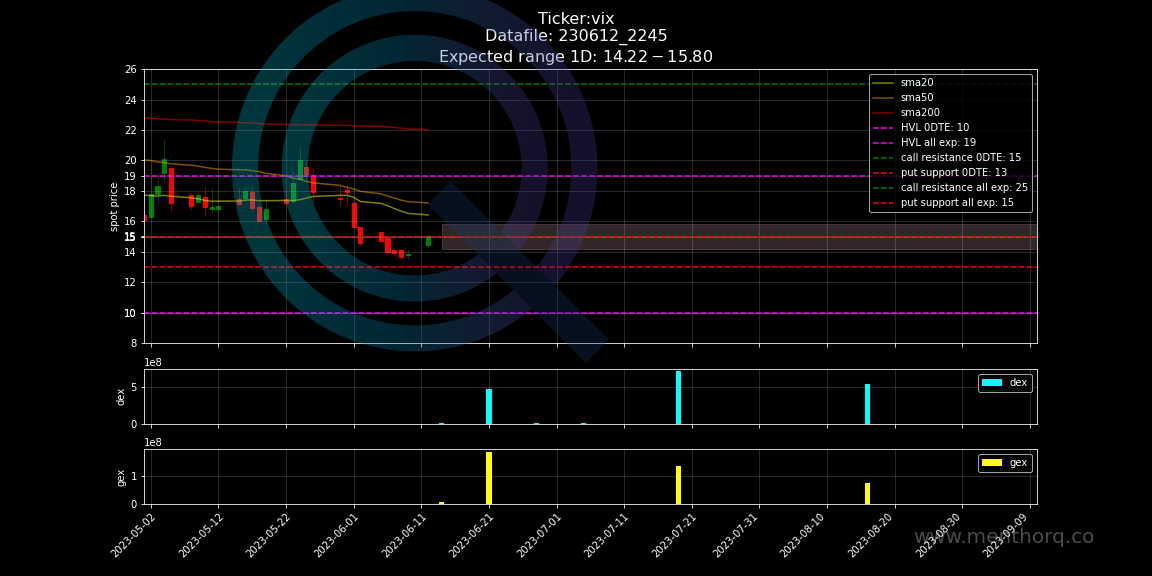 Ticker:vix
Datafile: 230612_2245
Expected range 1D: 14.22 − 15.80
26
24
22
20
19
18
16
15
14
12
10
8
spot price
sma20
sma50
sma200
HVL 0DTE: 10
HVL all exp: 19
call resistance 0DTE: 15
put support 0DTE: 13
call resistance all exp: 25
put support all exp: 15
1e8
5
0
dex
dex
1e8
1
0
gex
gex
2023-05-02
2023-05-12
2023-05-22
2023-06-01
2023-06-11
2023-06-21
2023-07-01
2023-07-11
2023-07-21
2023-07-31
2023-08-10
2023-08-20
2023-08-30
2023-09-09
www.menthorq.co